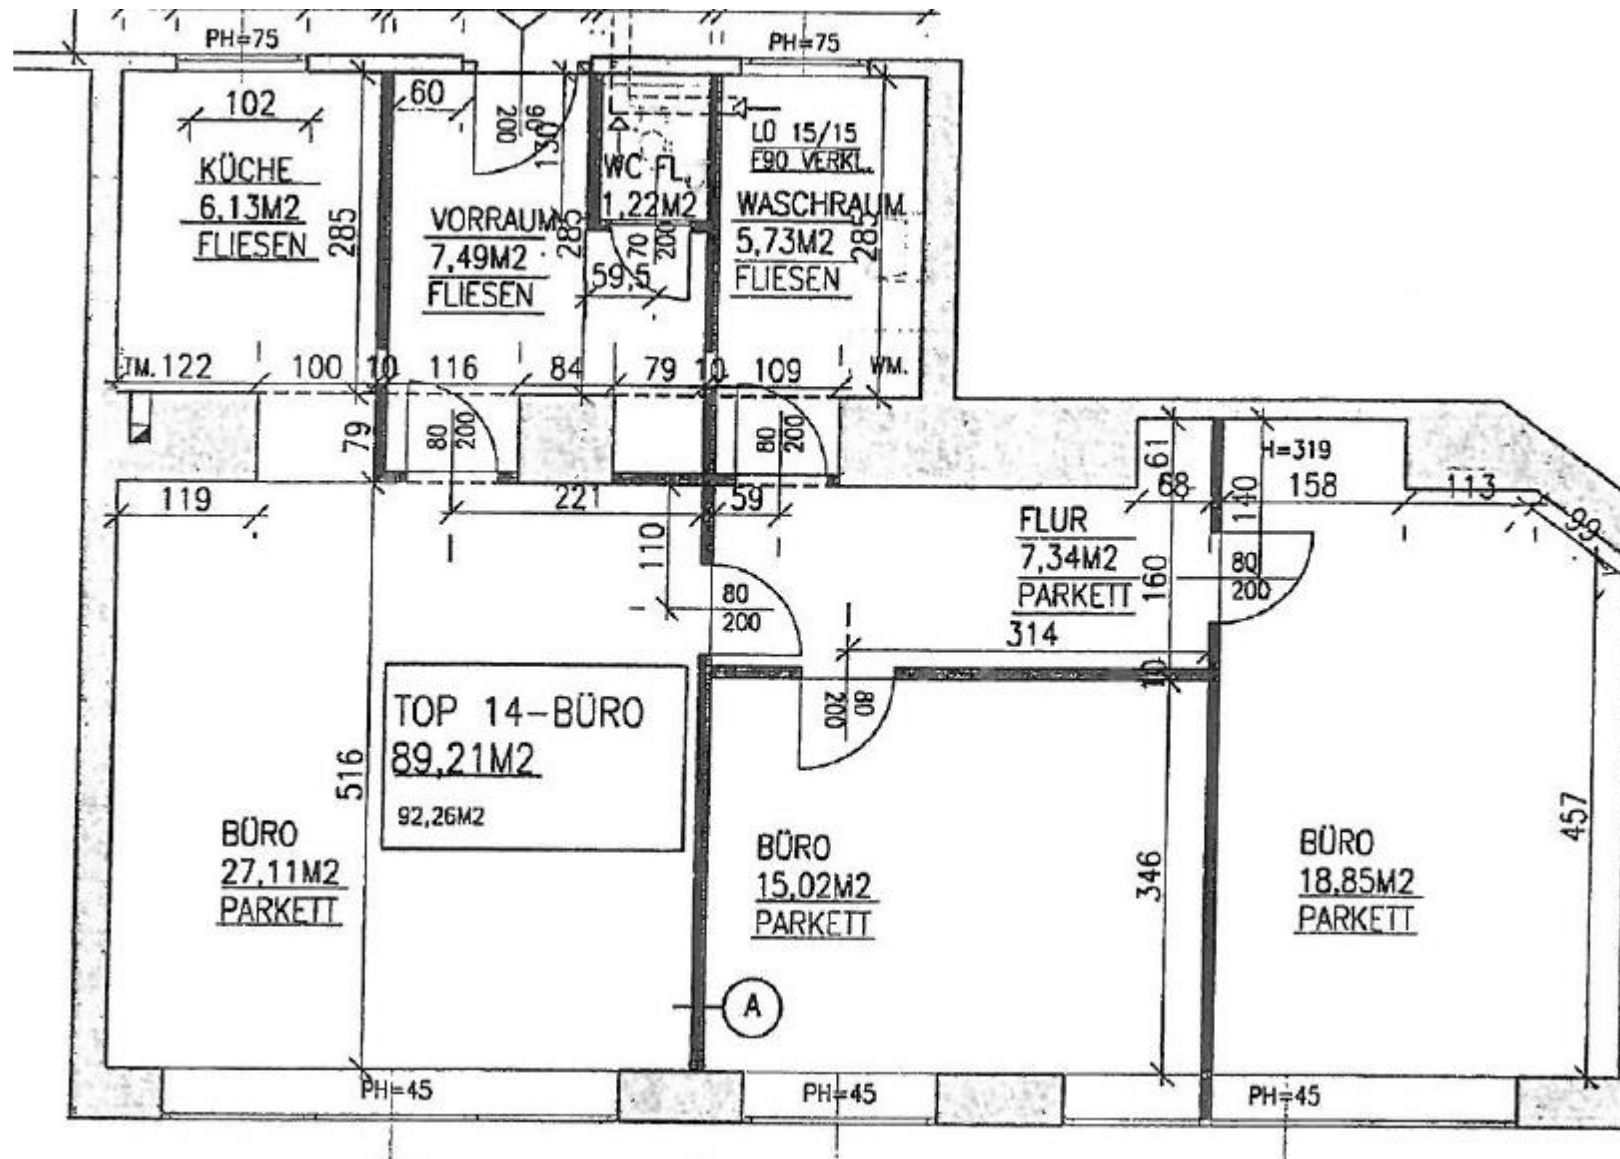 PH=75
PH=75
102
60
90
200
130
LÜ 15/15
F90 VERKL.
KÜCHE
6,13M2
FLIESEN
285
VORRAUM
7,49M2
FLIESEN
285
WC FL.
1,22M2
70
200
59,5
WASCHRAUM
5,73M2
FLIESEN
285
TM.
122
100
10
116
84
79
10
109
WM.
79
80
200
80
200
61
H=319
119
221
59
68
140
158
113
99
110
FLUR
7,34M2
PARKETT
160
80
200
80
200
314
10
80
200
TOP 14-BÜRO
89,21M2
92,26M2
516
BÜRO
27,11M2
PARKETT
BÜRO
15,02M2
PARKETT
346
BÜRO
18,85M2
PARKETT
457
A
PH=45
PH=45
PH=45